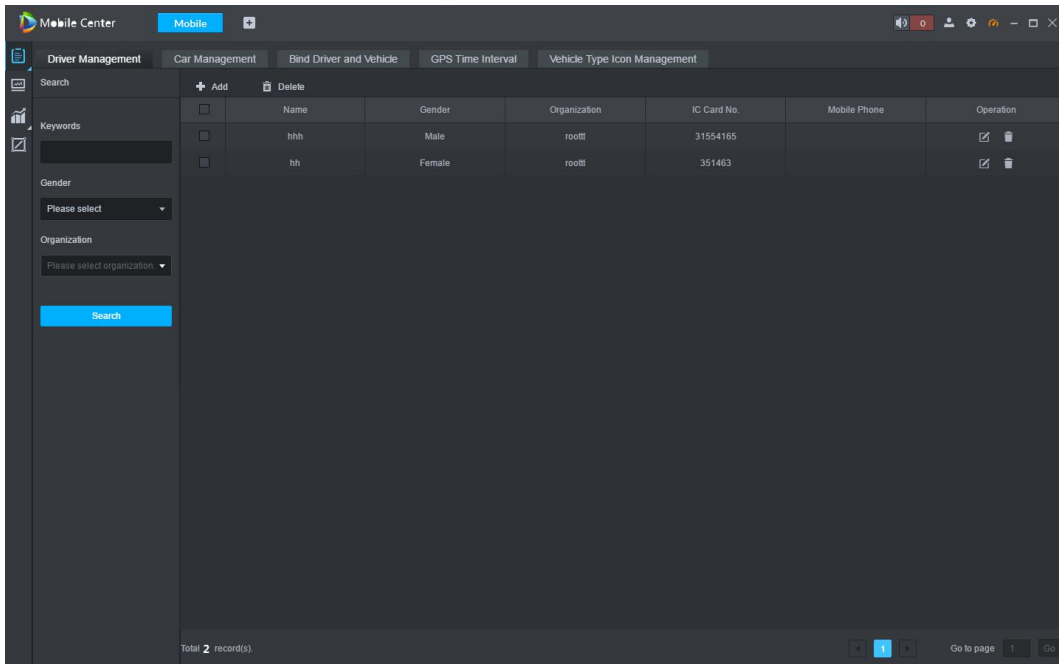 Mobile Center
Mobile
0
Driver Management
Car Management
Bind Driver and Vehicle
GPS Time Interval
Vehicle Type Icon Management
Search
Keywords
Gender
Please select
Organization
Please select organization.
Search
Add
Delete
Name Gender Organization IC Card No. Mobile Phone Operation
hhh Male roottt 31554165
hh Female roottt 351463
Total 2 record(s).
1
Go to page 1 Go